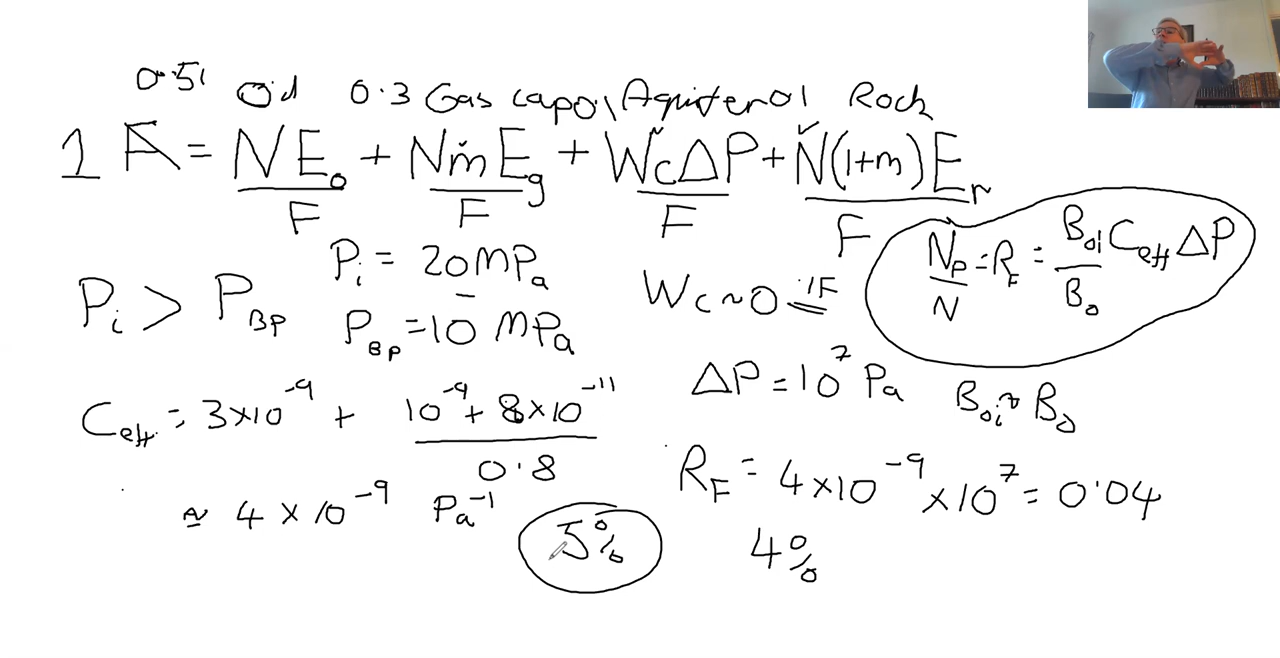 0.51 Oil 0.3 Gas cap 0.1 Aquifer 0.1 Rock
1 F = NEo/F + NmEg/F + WcΔP/F + N(1+m)Er/F
Pi > PBP
Pi = 20 MPa
PBP = 10 MPa
Wc ~ 0 IF
Np/N = RF = Boi/Bo Ceff ΔP
ΔP = 10^7 Pa Boi ≈ Bo
Ceff = 3×10^-9 + (10^-9 + 8×10^-11)/0.8
≈ 4 × 10^-9 Pa^-1
RF = 4×10^-9 × 10^7 = 0.04
5%
4%